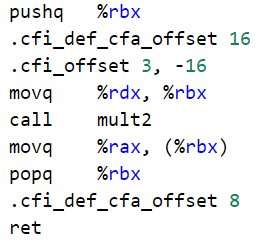 pushq   %rbx
.cfi_def_cfa_offset 16
.cfi_offset 3, -16
movq    %rdx, %rbx
call    mult2
movq    %rax, (%rbx)
popq    %rbx
.cfi_def_cfa_offset 8
ret